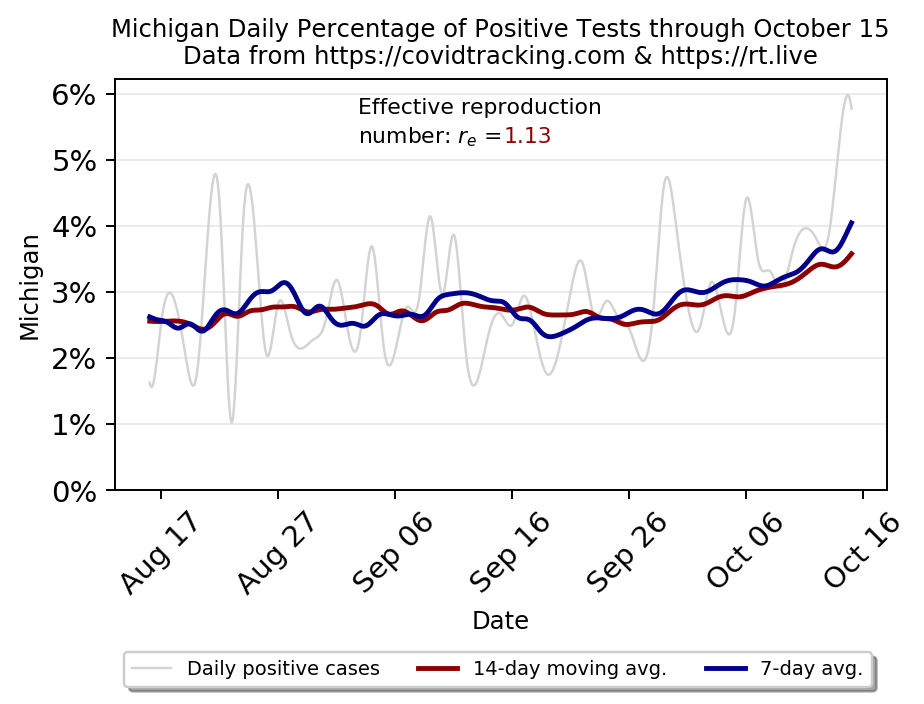 Michigan Daily Percentage of Positive Tests through October 15
Data from https://covidtracking.com & https://rt.live
Effective reproduction
number: rₑ =1.13
6%
5%
4%
3%
2%
1%
0%
Michigan
Aug 17
Aug 27
Sep 06
Sep 16
Sep 26
Oct 06
Oct 16
Date
Daily positive cases
14-day moving avg.
7-day avg.